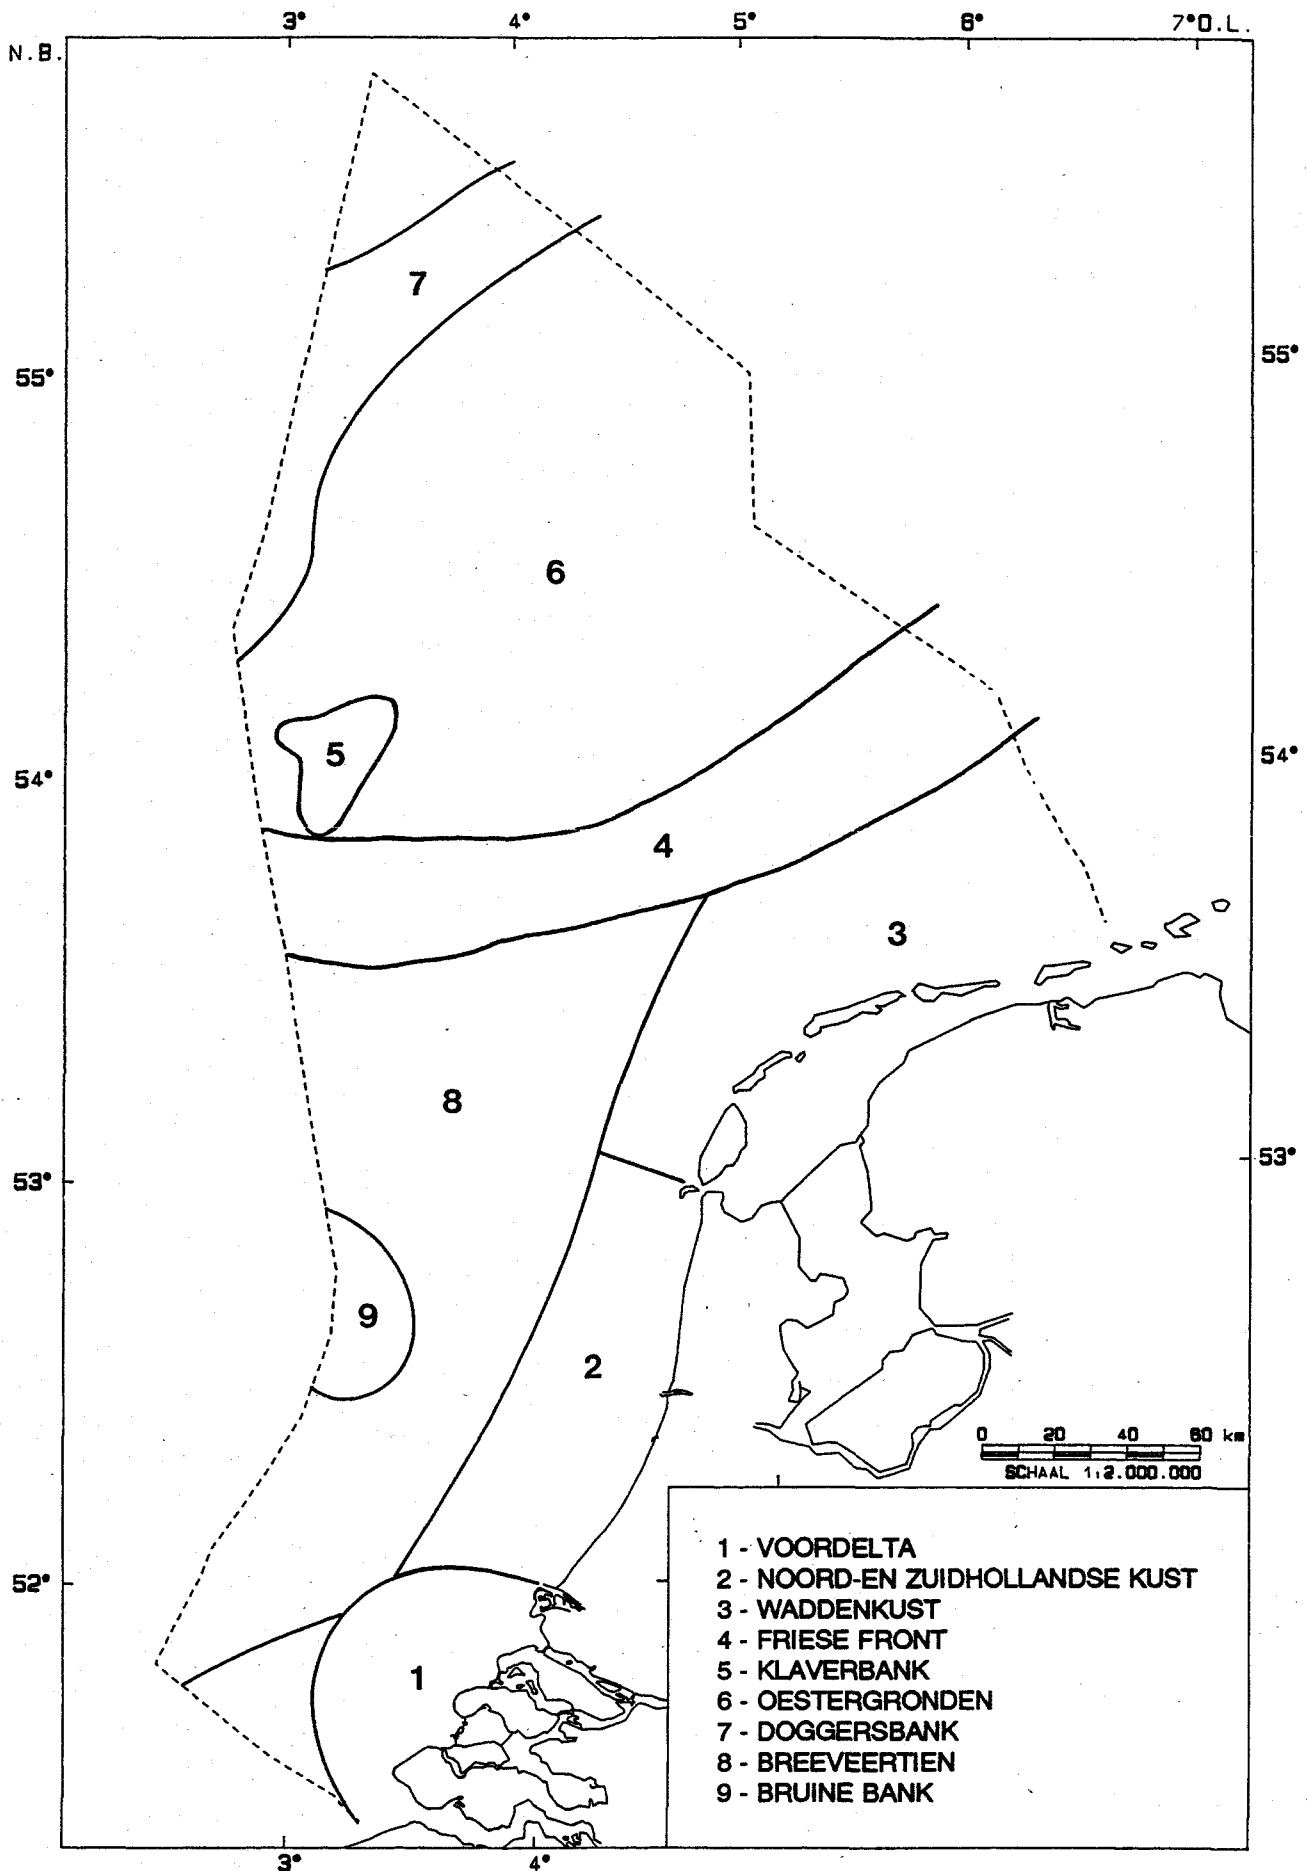 3° 4° 5° 6° 7°O.L.
N.B.
7
55°
55°
6
5
54°
54°
4
3
8
53°
53°
9
2
0 20 40 60 km
SCHAAL 1:2.000.000
52°
1
1 - VOORDELTA
2 - NOORD-EN ZUIDHOLLANDSE KUST
3 - WADDENKUST
4 - FRIESE FRONT
5 - KLAVERBANK
6 - OESTERGRONDEN
7 - DOGGERSBANK
8 - BREEVEERTIEN
9 - BRUINE BANK
3° 4°